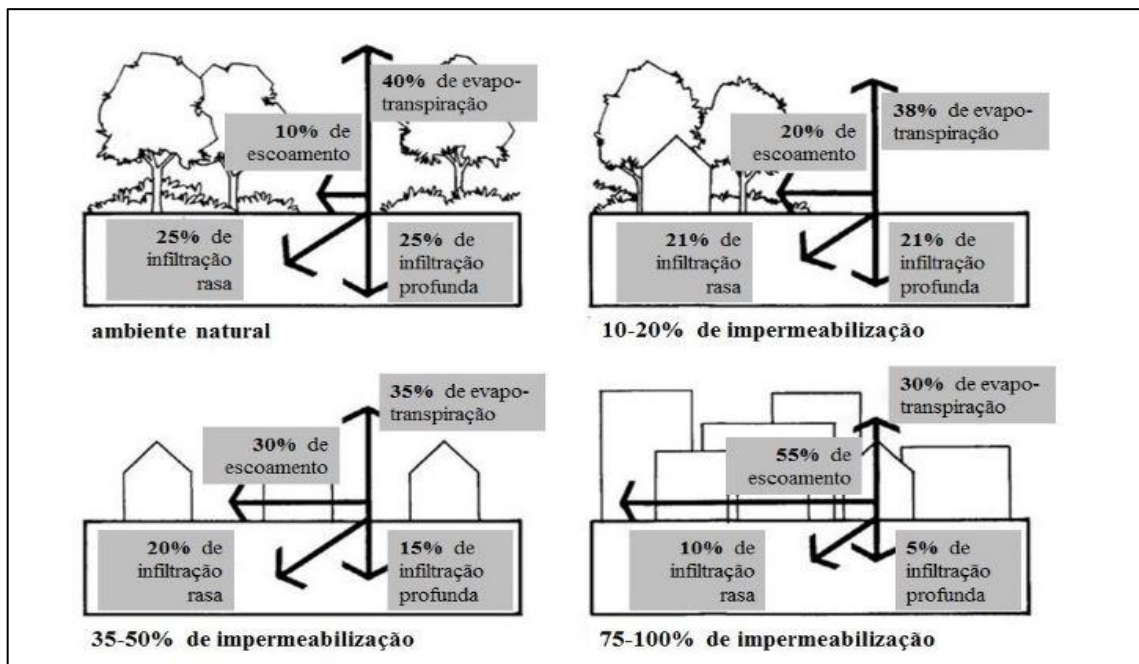 40% de evapo-
transpiração
10% de
escoamento
25% de
infiltração
rasa
25% de
infiltração
profunda
ambiente natural
38% de evapo-
transpiração
20% de
escoamento
21% de
infiltração
rasa
21% de
infiltração
profunda
10-20% de impermeabilização
35% de evapo-
transpiração
30% de
escoamento
20% de
infiltração
rasa
15% de
infiltração
profunda
35-50% de impermeabilização
30% de evapo-
transpiração
55% de
escoamento
10% de
infiltração
rasa
5% de
infiltração
profunda
75-100% de impermeabilização